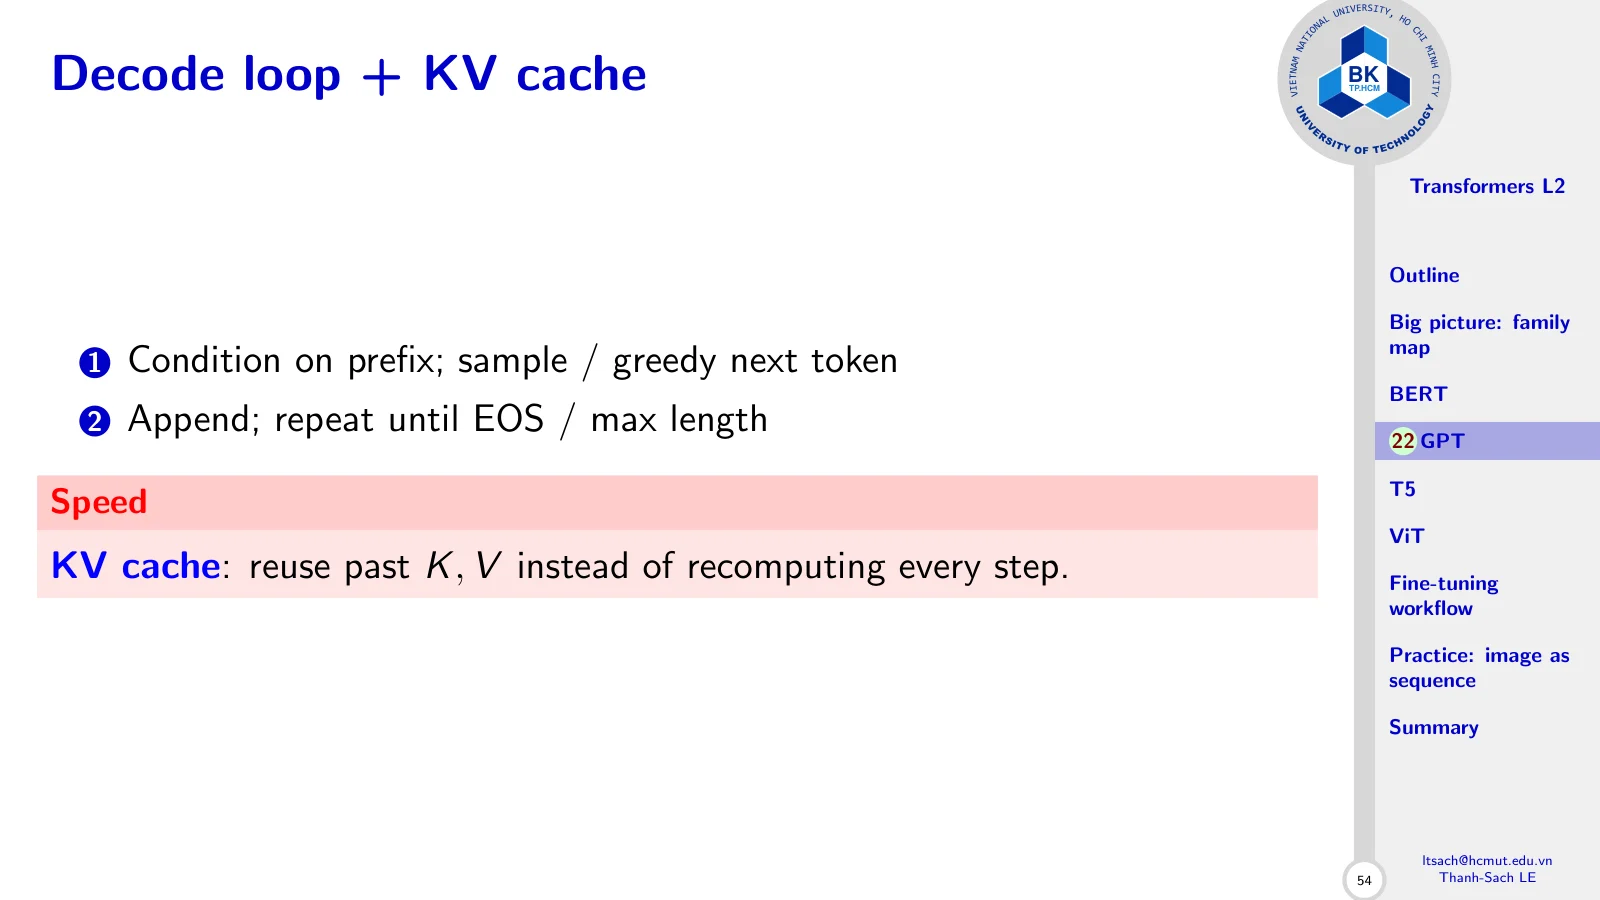 Decode loop + KV cache
1 Condition on prefix; sample / greedy next token
2 Append; repeat until EOS / max length
Speed
KV cache: reuse past K, V instead of recomputing every step.
VIETNAM NATIONAL UNIVERSITY, HO CHI MINH CITY
BK
TP.HCM
UNIVERSITY OF TECHNOLOGY
Transformers L2
Outline
Big picture: family
map
BERT
22 GPT
T5
ViT
Fine-tuning
workflow
Practice: image as
sequence
Summary
ltsach@hcmut.edu.vn
Thanh-Sach LE
54